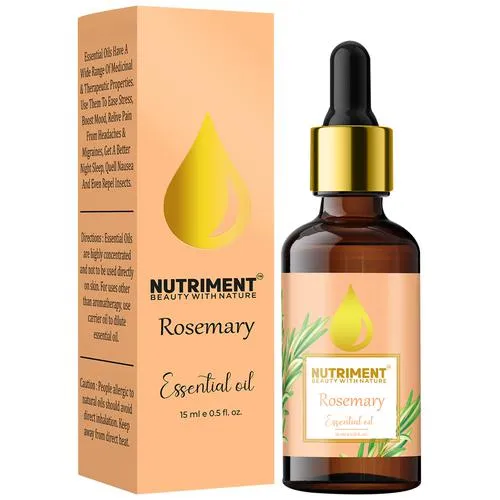 Essential Oils Have A
Wide Range Of Medicinal
& Therapeutic Properties.
Use Them To Ease Stress,
Boost Mood, Relive Pain
From Headaches &
Migraines, Get A Better
Night Sleep, Quell Nausea
And Even Repel Insects.
Directions : Essential Oils
are highly concentrated
and not to be used directly
on skin. For uses other
than aromatherapy, use
carrier oil to dilute
essential oil.
Caution : People allergic to
natural oils should avoid
direct inhalation. Keep
away from direct heat.
NUTRIMENT™
BEAUTY WITH NATURE
Rosemary
Essential oil
15 ml e 0.5 fl. oz.
NUTRIMENT™
BEAUTY WITH NATURE
Rosemary
Essential oil